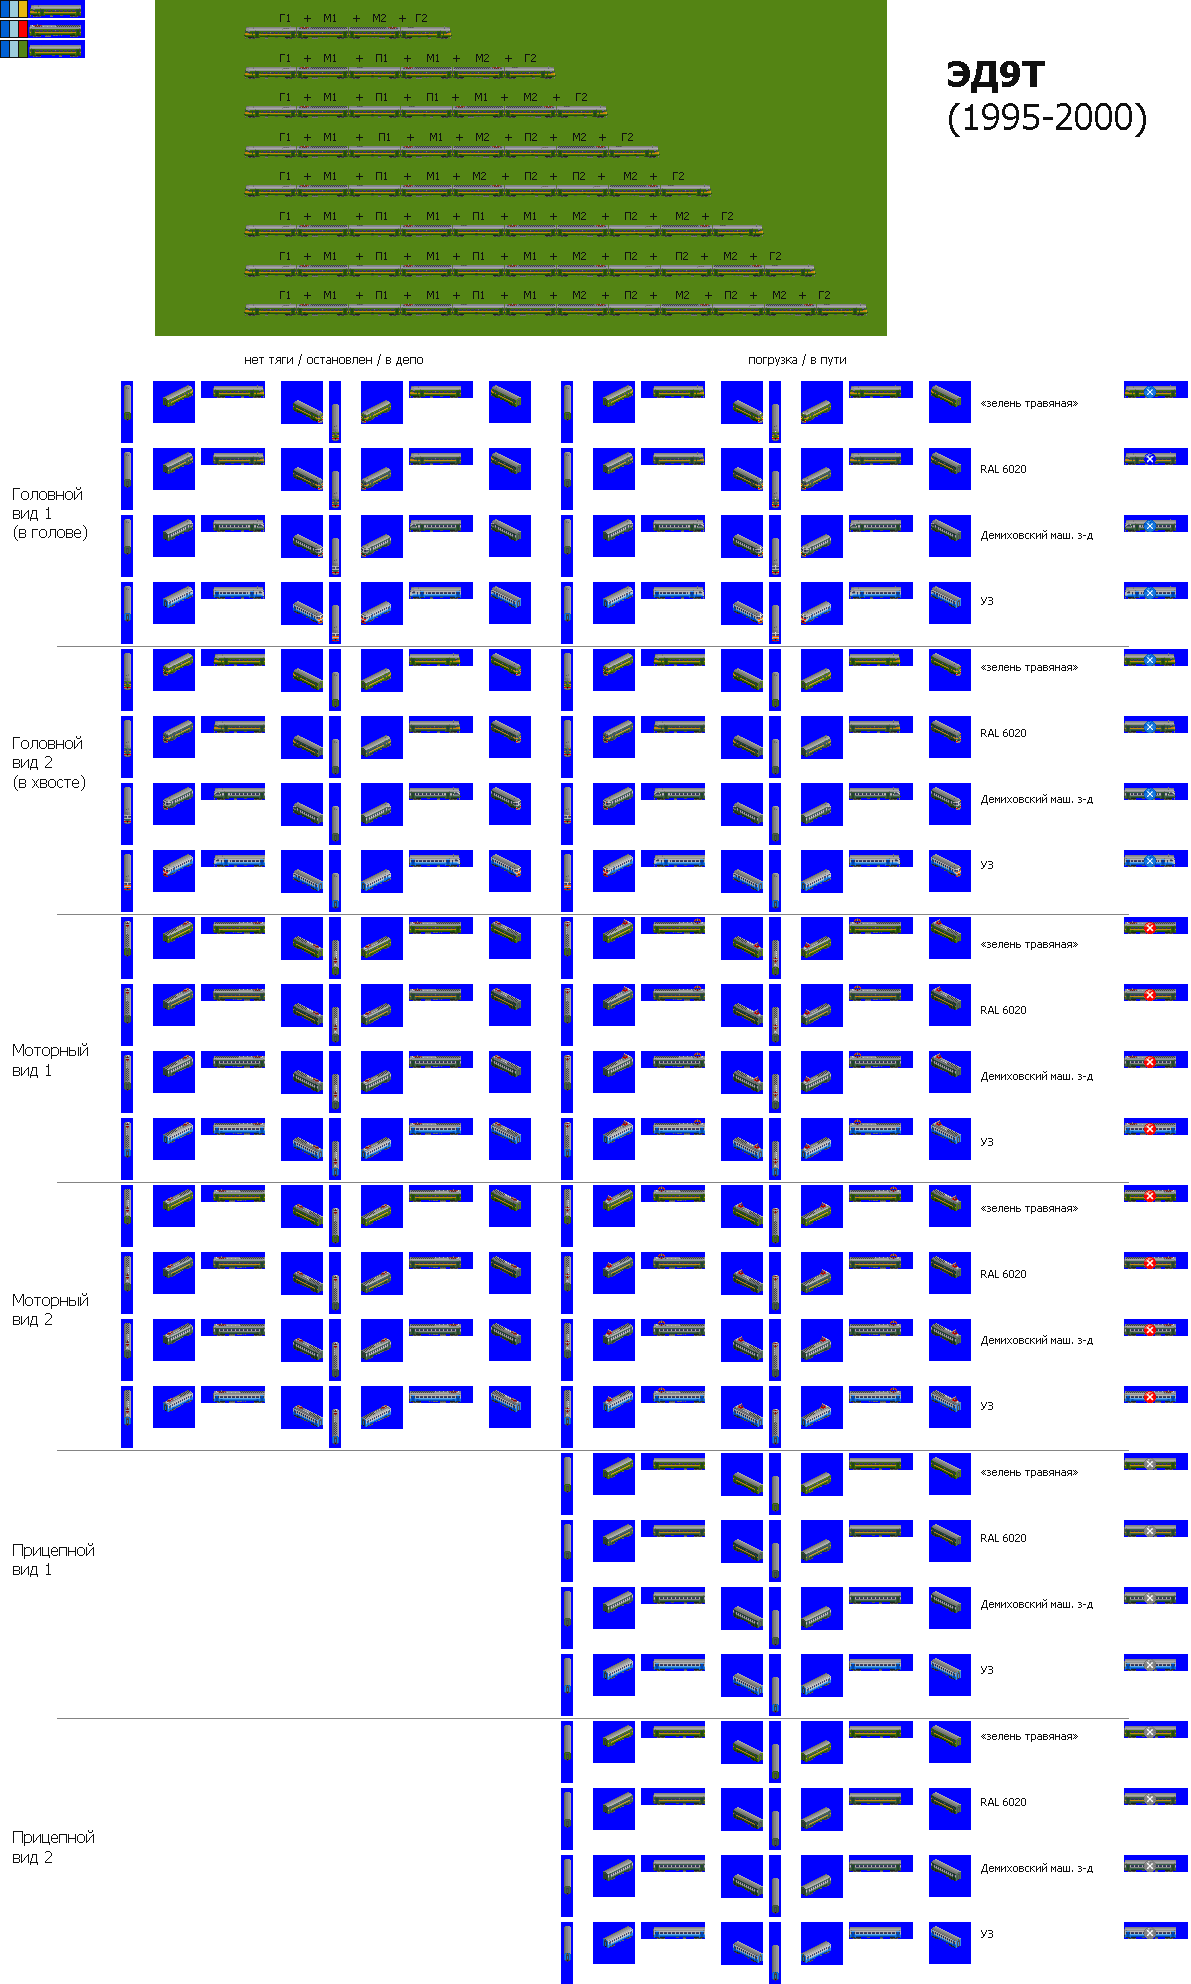 Г1 + М1 + М2 + Г2
Г1 + М1 + П1 + М1 + М2 + Г2
Г1 + М1 + П1 + П1 + М1 + М2 + Г2
Г1 + М1 + П1 + М1 + М2 + П2 + М2 + Г2
Г1 + М1 + П1 + М1 + М2 + П2 + П2 + М2 + Г2
Г1 + М1 + П1 + М1 + П1 + М1 + М2 + П2 + М2 + Г2
Г1 + М1 + П1 + М1 + П1 + М1 + М2 + П2 + П2 + М2 + Г2
Г1 + М1 + П1 + М1 + П1 + М1 + М2 + П2 + М2 + П2 + М2 + Г2
ЭД9Т
(1995-2000)
нет тяги / остановлен / в депо
погрузка / в пути
Головной
вид 1
(в голове)
«зелень травяная»
RAL 6020
Демиховский маш. з-д
УЗ
Головной
вид 2
(в хвосте)
«зелень травяная»
RAL 6020
Демиховский маш. з-д
УЗ
Моторный
вид 1
«зелень травяная»
RAL 6020
Демиховский маш. з-д
УЗ
Моторный
вид 2
«зелень травяная»
RAL 6020
Демиховский маш. з-д
УЗ
Прицепной
вид 1
«зелень травяная»
RAL 6020
Демиховский маш. з-д
УЗ
Прицепной
вид 2
«зелень травяная»
RAL 6020
Демиховский маш. з-д
УЗ